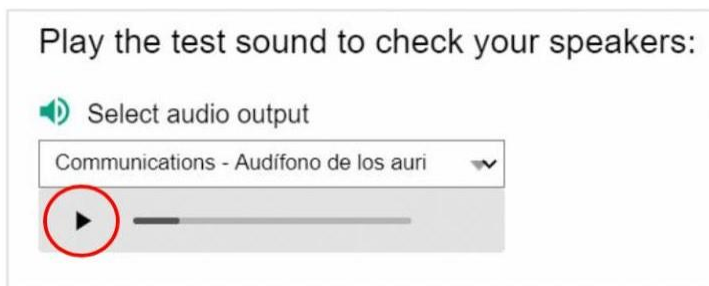 Play the test sound to check your speakers:
Select audio output
Communications - Audífono de los auri